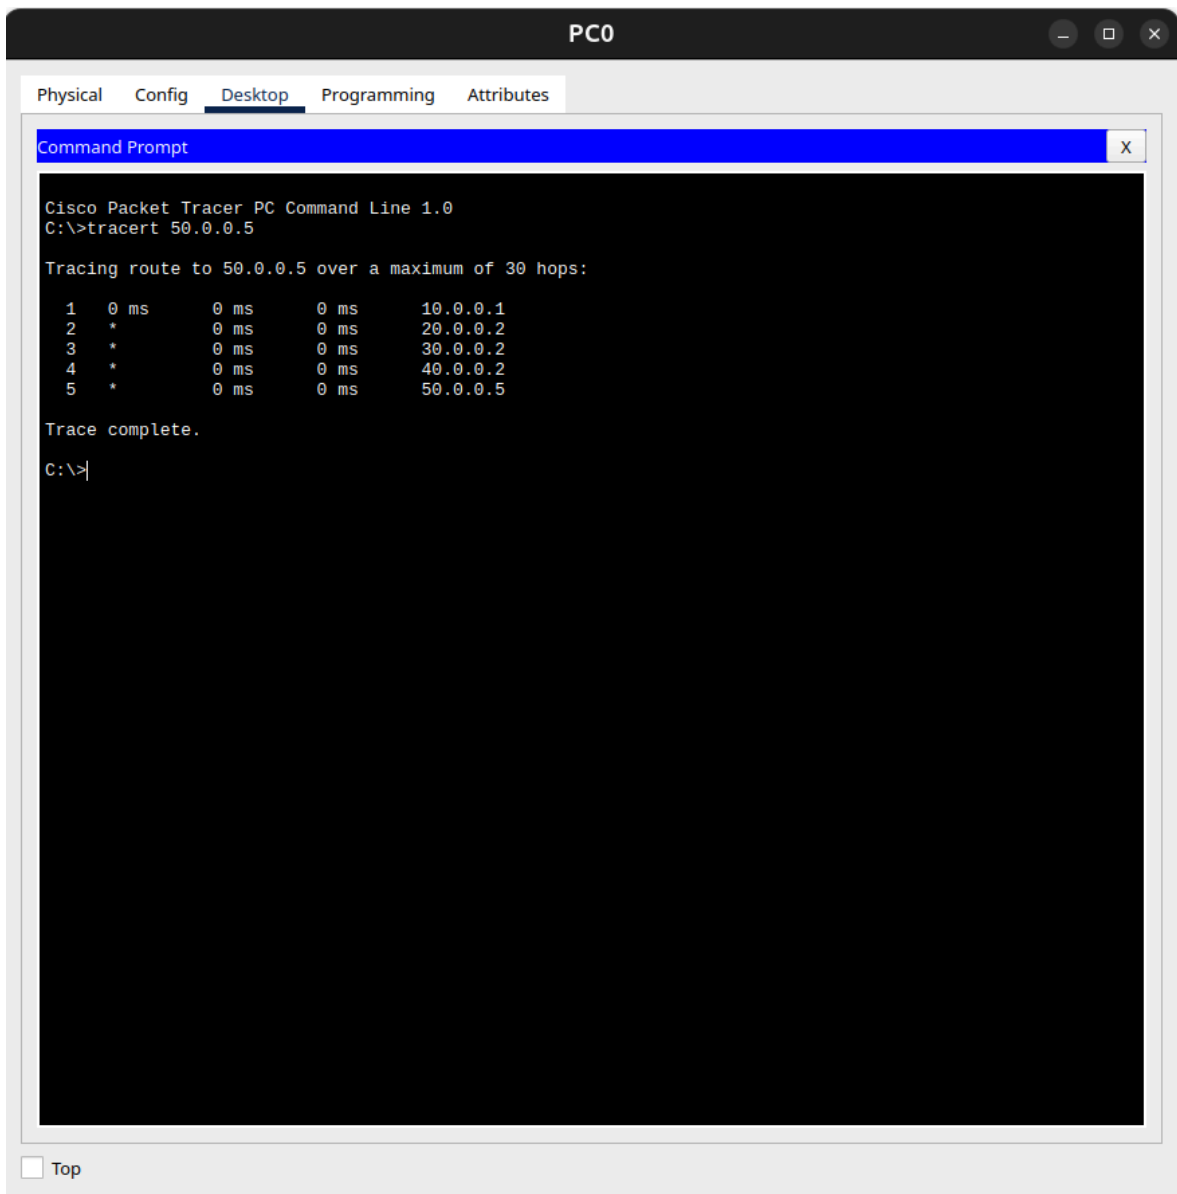 PC0
Physical Config Desktop Programming Attributes
Command Prompt X
Cisco Packet Tracer PC Command Line 1.0
C:\>tracert 50.0.0.5
Tracing route to 50.0.0.5 over a maximum of 30 hops:
1 0 ms 0 ms 0 ms 10.0.0.1
2 * 0 ms 0 ms 20.0.0.2
3 * 0 ms 0 ms 30.0.0.2
4 * 0 ms 0 ms 40.0.0.2
5 * 0 ms 0 ms 50.0.0.5
Trace complete.
C:\>
Top